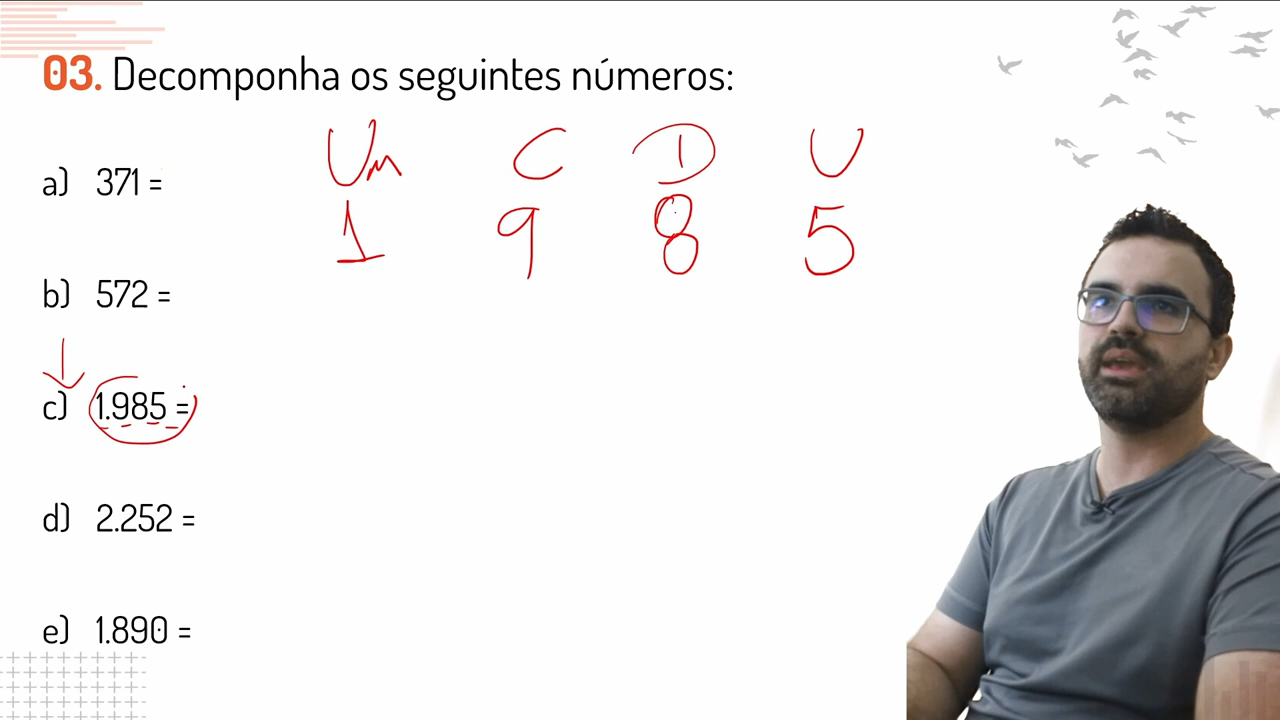 03. Decomponha os seguintes números:
Um C D U
a) 371 =
1 9 8 5
b) 572 =
c) 1.985 =
d) 2.252 =
e) 1.890 =